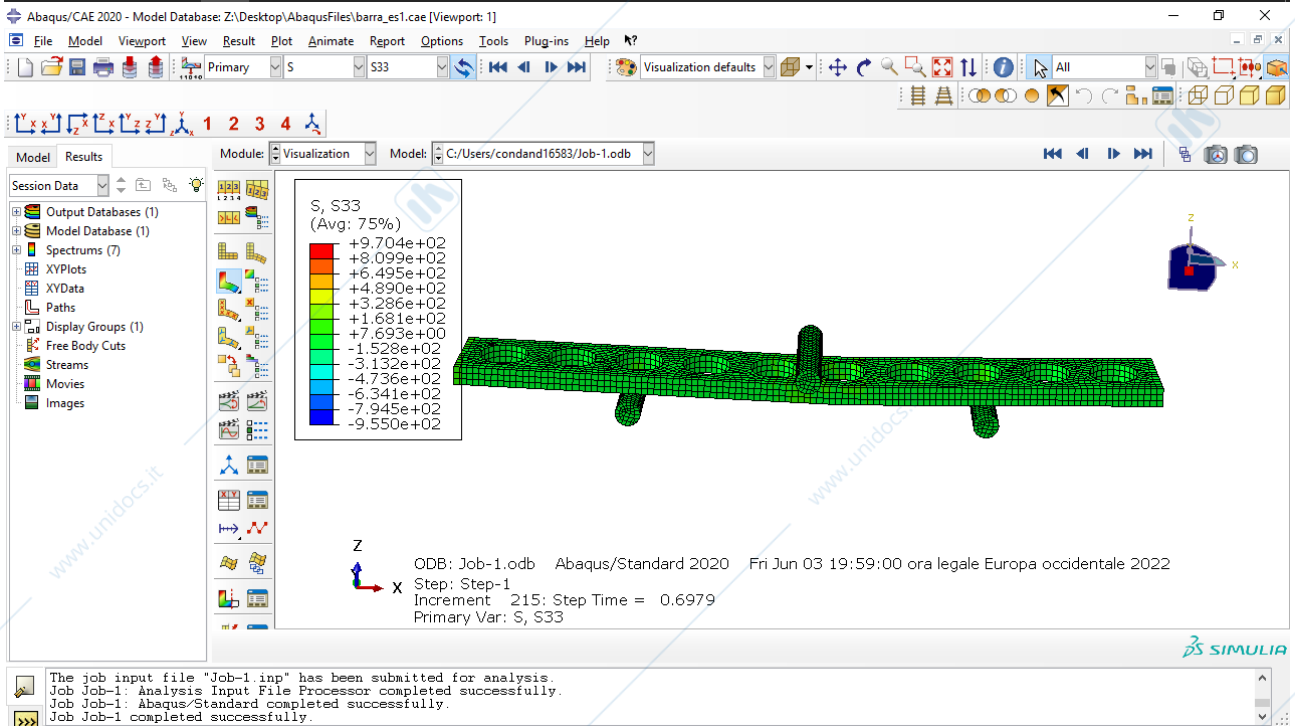 Abaqus/CAE 2020 - Model Database: Z:\Desktop\AbaqusFiles\barra_es1.cae [Viewport: 1]
File Model Viewport View Result Plot Animate Report Options Tools Plug-ins Help
Primary S S33 Visualization defaults All
1 2 3 4
Model Results
Module: Visualization Model: C:/Users/condand16583/Job-1.odb
Session Data
Output Databases (1)
Model Database (1)
Spectrums (7)
XYPlots
XYData
Paths
Display Groups (1)
Free Body Cuts
Streams
Movies
Images
S, S33
(Avg: 75%)
+9.704e+02
+8.099e+02
+6.495e+02
+4.890e+02
+3.286e+02
+1.681e+02
+7.693e+00
-1.528e+02
-3.132e+02
-4.736e+02
-6.341e+02
-7.945e+02
-9.550e+02
Z
X
Z
X
ODB: Job-1.odb Abaqus/Standard 2020 Fri Jun 03 19:59:00 ora legale Europa occidentale 2022
Step: Step-1
Increment 215: Step Time = 0.6979
Primary Var: S, S33
SIMULIA
The job input file "Job-1.inp" has been submitted for analysis.
Job Job-1: Analysis Input File Processor completed successfully.
Job Job-1: Abaqus/Standard completed successfully.
Job Job-1 completed successfully.
www.unidocs.it
www.unidocs.it